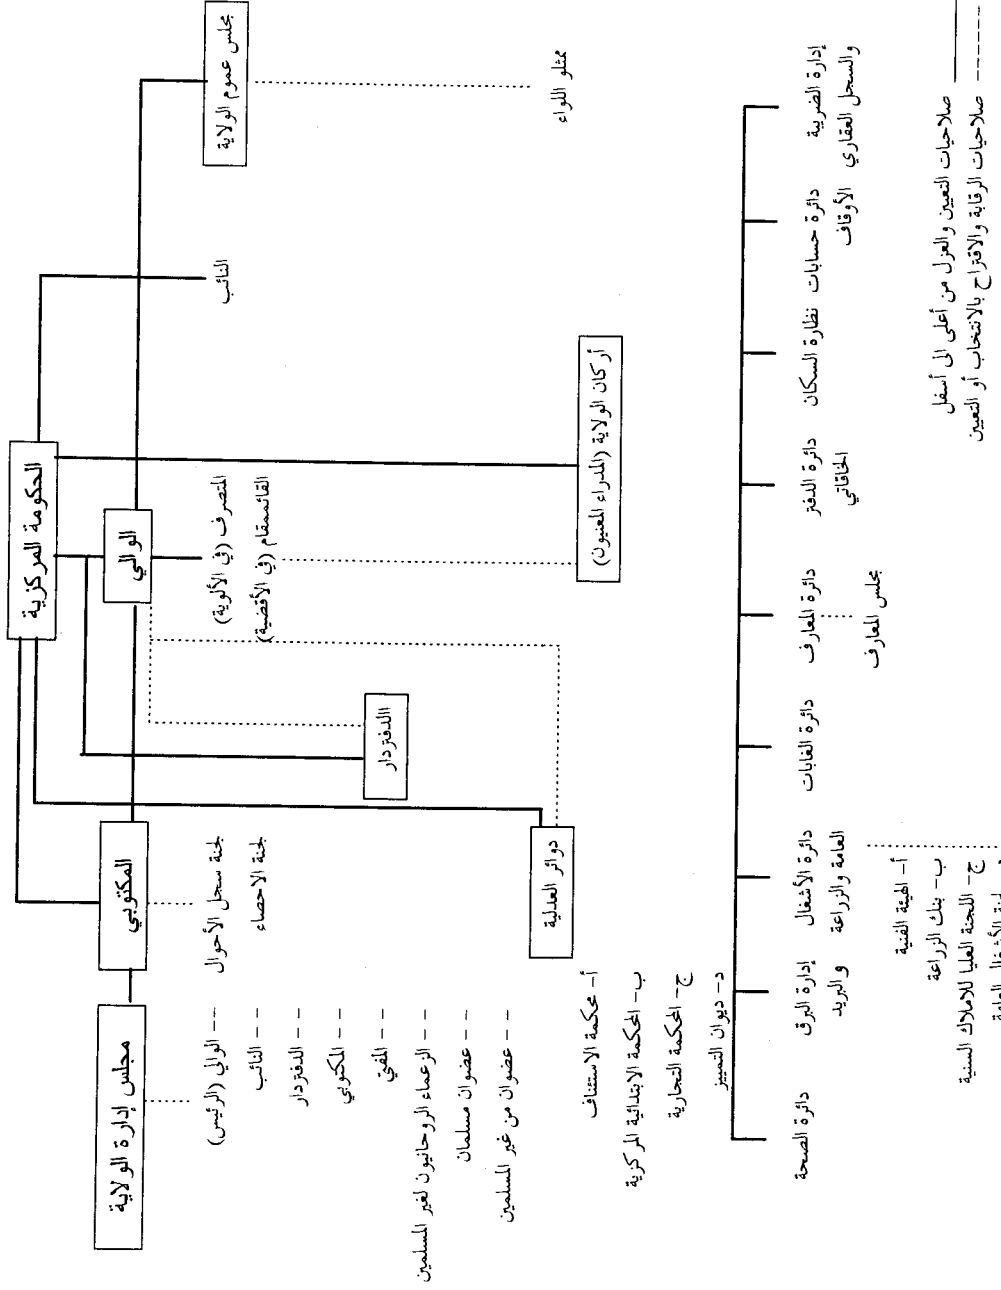 الحكومة المركزية
الوالي
مجلس عموم الولاية
ممثلو اللواء
النائب
المتصرف (في الألوية)
القائممقام (في الأقضية)
أركان الولاية (المدراء المعنيون)
االدفتردار
دوائر العدلية
أ- محكمة الاستئناف
ب- المحكمة الابتدائية المركزية
ج- المحكمة التجارية
د- ديوان التمييز
المكتوبي
لجنة سجل الأحوال
لجنة الاحصاء
مجلس إدارة الولاية
-- الوالي (الرئيس)
-- النائب
-- الدفتردار
-- المكتوبي
-- المفتي
-- الزعماء الروحانيون لغير المسلمين
-- عضوان مسلمان
-- عضوان من غير المسلمين
إدارة الضريبة
والسجل العقاري
دائرة حسابات
الأوقاف
نظارة السكان
دائرة الدفتر
الخاقاني
دائرة المعارف
مجلس المعارف
دائرة الغابات
دائرة الأشغال
العامة والزراعة
أ- الهيئة الفنية
ب- بنك الزراعة
ج- اللجنة العليا للاملاك السنية
إدارة البرق
والبريد
دائرة الصحة
صلاحيات التعيين والعزل من أعلى الى أسفل
صلاحيات الرقابة والاقتراح بالانتخاب أو التعيين